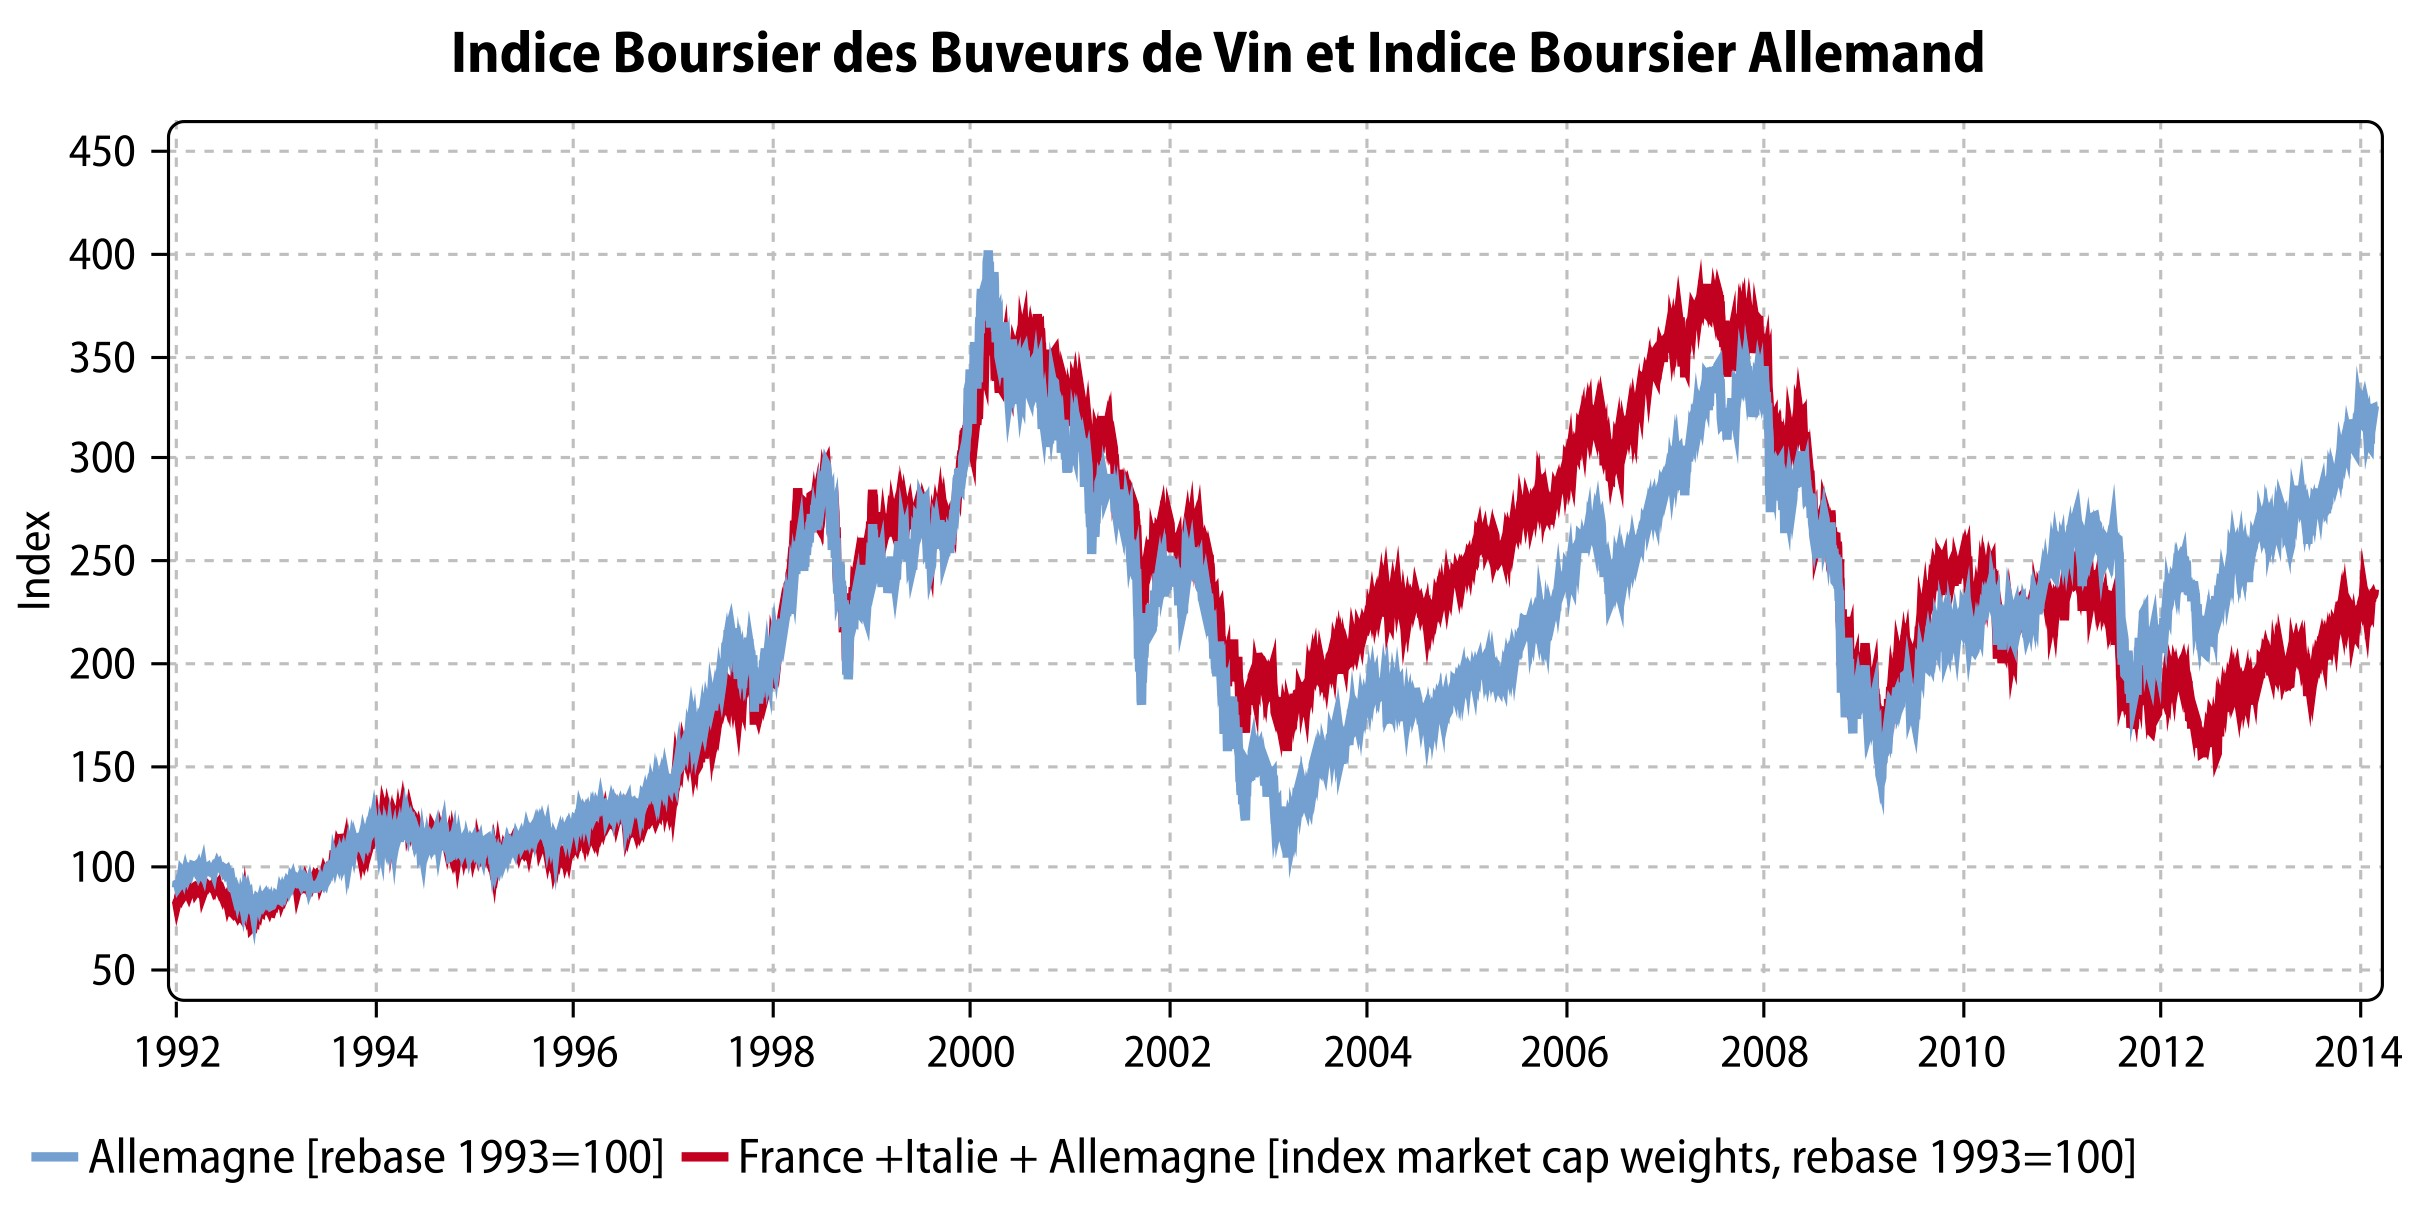 Indice Boursier des Buveurs de Vin et Indice Boursier Allemand
450
400
350
300
250
200
150
100
50
Index
1992 1994 1996 1998 2000 2002 2004 2006 2008 2010 2012 2014
Allemagne [rebase 1993=100] France +Italie + Allemagne [index market cap weights, rebase 1993=100]